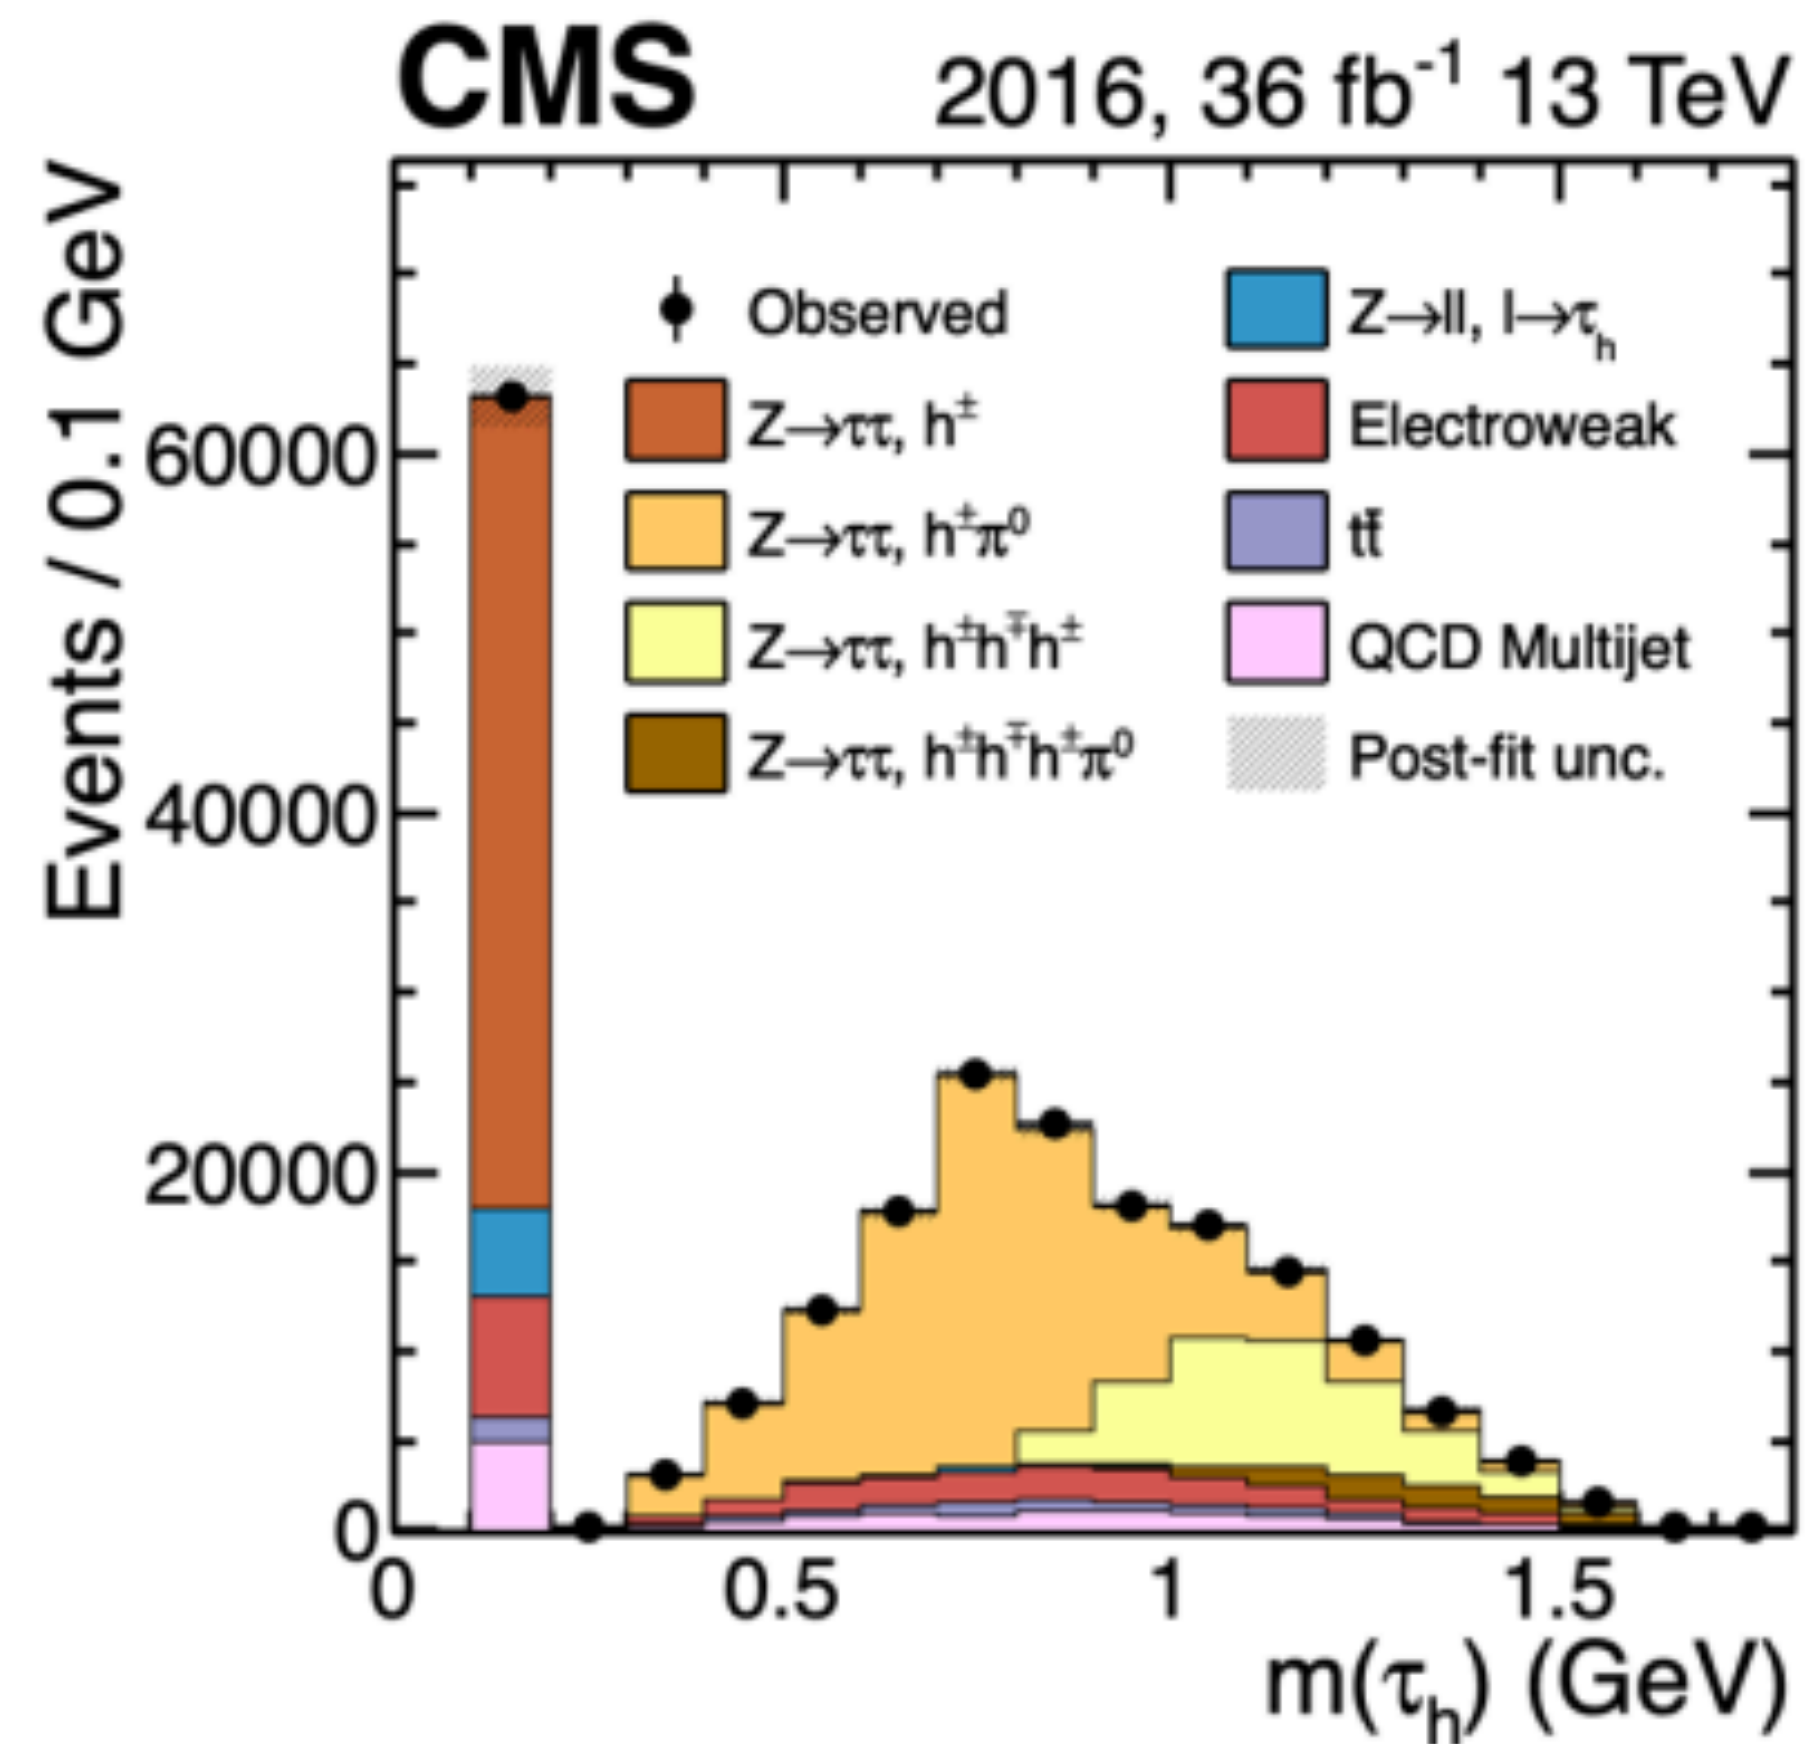 CMS 2016, 36 fb⁻¹ 13 TeV
Events / 0.1 GeV
Observed
Z→ττ, h±
Z→ττ, h±π⁰
Z→ττ, h±h∓h±
Z→ττ, h±h∓h±π⁰
Z→ll, l→τₕ
Electroweak
tt̄
QCD Multijet
Post-fit unc.
60000
40000
20000
0
0 0.5 1 1.5
m(τₕ) (GeV)